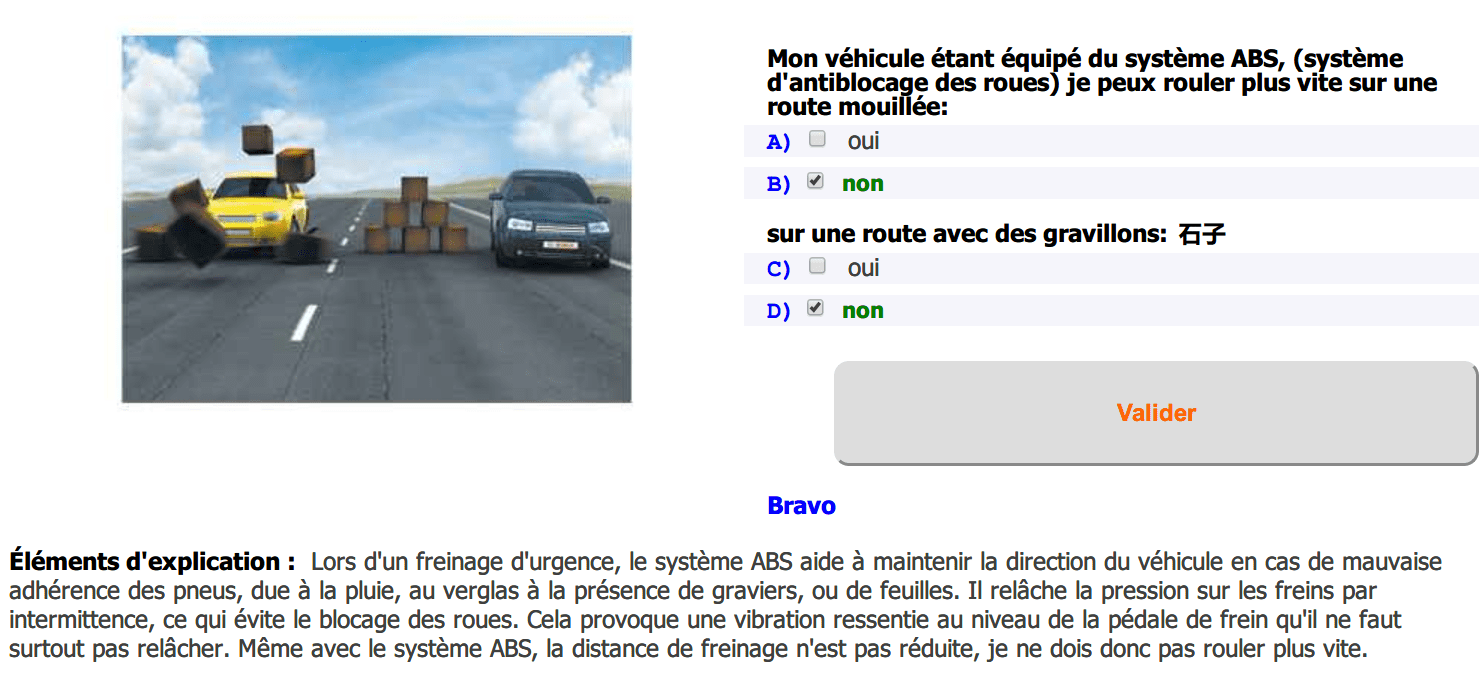 Mon véhicule étant équipé du système ABS, (système
d'antiblocage des roues) je peux rouler plus vite sur une
route mouillée:
A) oui
B) non
sur une route avec des gravillons: 石子
C) oui
D) non
Valider
Bravo
Éléments d'explication : Lors d'un freinage d'urgence, le système ABS aide à maintenir la direction du véhicule en cas de mauvaise
adhérence des pneus, due à la pluie, au verglas à la présence de graviers, ou de feuilles. Il relâche la pression sur les freins par
intermittence, ce qui évite le blocage des roues. Cela provoque une vibration ressentie au niveau de la pédale de frein qu'il ne faut
surtout pas relâcher. Même avec le système ABS, la distance de freinage n'est pas réduite, je ne dois donc pas rouler plus vite.